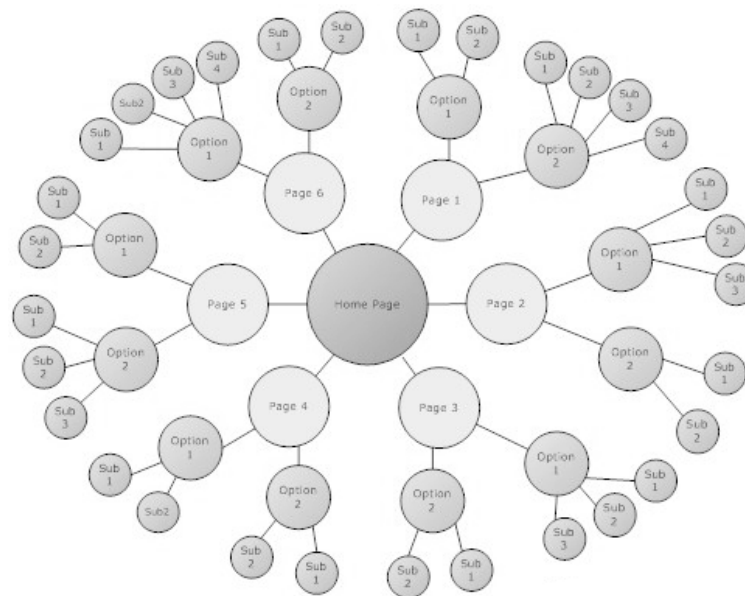 Sub
1
Sub
2
Sub
1
Sub
2
Sub
3
Sub
4
Sub
1
Sub
2
Sub2
Sub
3
Option
2
Option
1
Sub
4
Sub
1
Option
1
Option
2
Sub
1
Page 6
Page 1
Sub
1
Sub
2
Option
1
Sub
2
Option
1
Sub
3
Sub
1
Page 5
Home Page
Page 2
Sub
2
Option
2
Option
2
Sub
1
Sub
3
Page 4
Page 3
Sub
2
Option
1
Option
1
Sub
1
Sub
1
Sub2
Option
2
Option
2
Sub
2
Sub
3
Sub
2
Sub
1
Sub
2
Sub
1